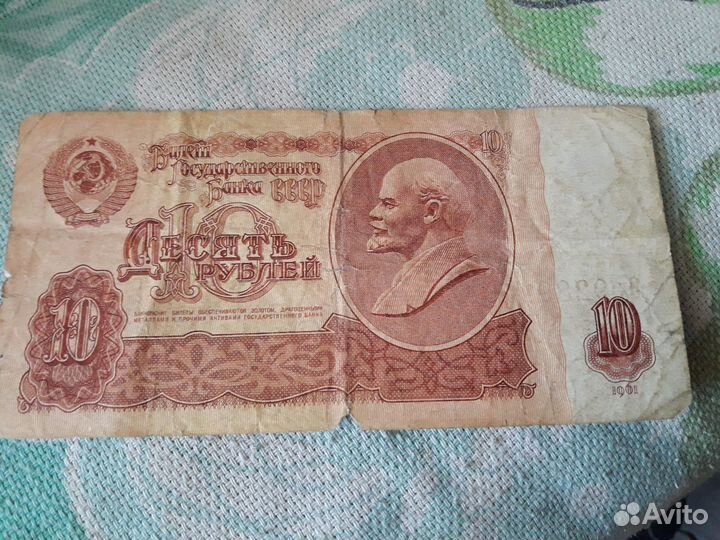 Билет
Государственного
Банка СССР
10
10
ДЕСЯТЬ
РУБЛЕЙ
БАНКОВСКИЕ БИЛЕТЫ ОБЕСПЕЧИВАЮТСЯ ЗОЛОТОМ, ДРАГОЦЕННЫМИ
МЕТАЛЛАМИ И ПРОЧИМИ АКТИВАМИ ГОСУДАРСТВЕННОГО БАНКА
10
10
1961
Avito